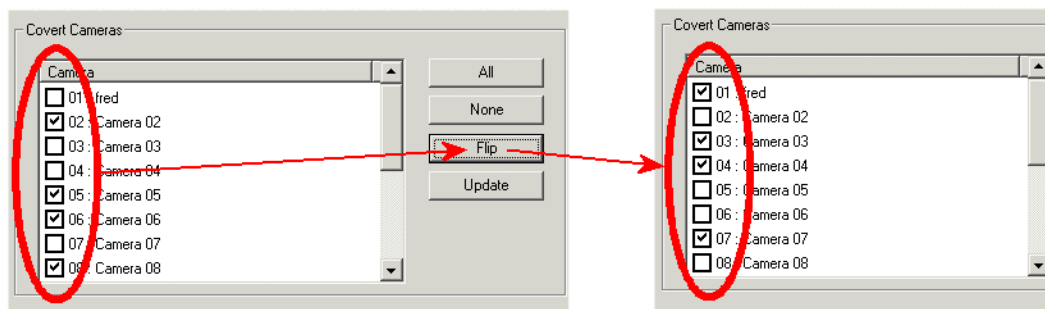 Covert Cameras
Camera
01 : fred
02 : Camera 02
03 : Camera 03
04 : Camera 04
05 : Camera 05
06 : Camera 06
07 : Camera 07
08 : Camera 08
All
None
Flip
Update
Covert Cameras
Camera
01 : fred
02 : Camera 02
03 : Camera 03
04 : Camera 04
05 : Camera 05
06 : Camera 06
07 : Camera 07
08 : Camera 08